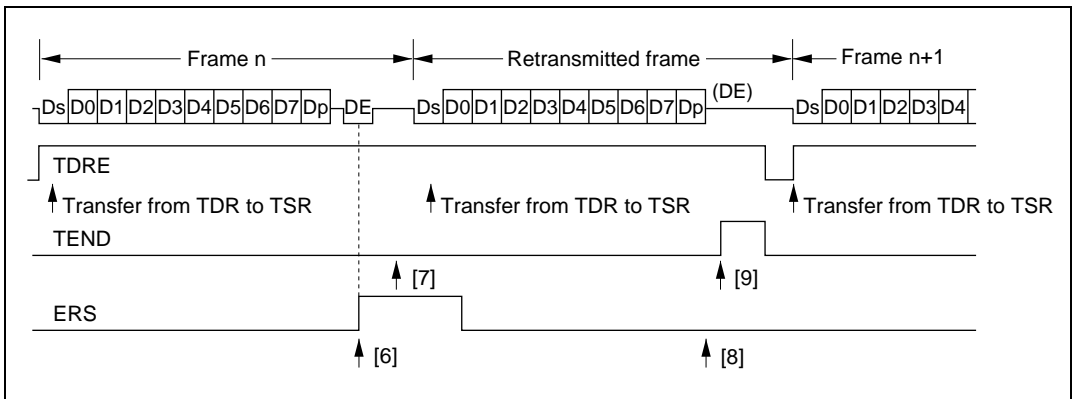 Frame n Retransmitted frame Frame n+1
Ds D0 D1 D2 D3 D4 D5 D6 D7 Dp DE Ds D0 D1 D2 D3 D4 D5 D6 D7 Dp (DE) Ds D0 D1 D2 D3 D4
TDRE
Transfer from TDR to TSR Transfer from TDR to TSR Transfer from TDR to TSR
TEND
[7] [9]
ERS
[6] [8]